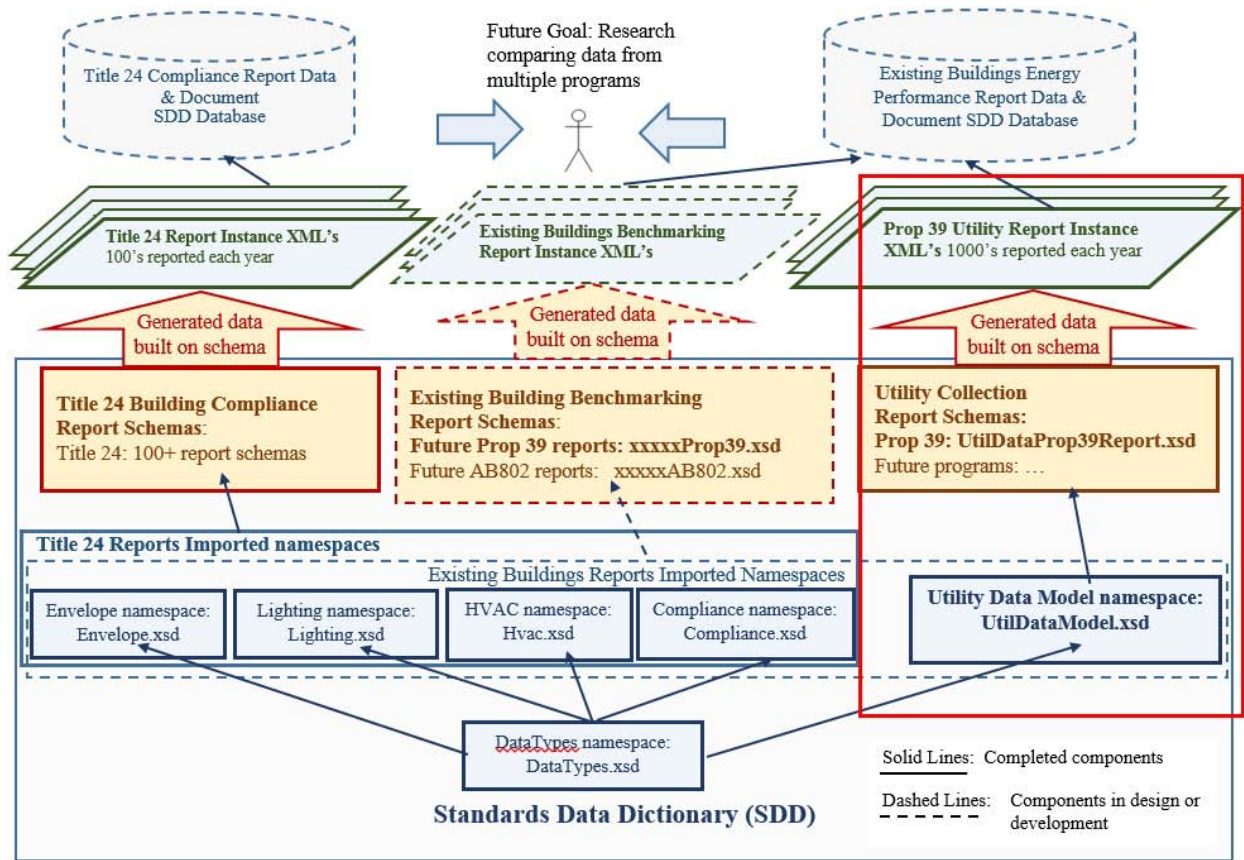 Title 24 Compliance Report Data
& Document
SDD Database
Future Goal: Research
comparing data from
multiple programs
Existing Buildings Energy
Performance Report Data &
Document SDD Database
Title 24 Report Instance XML's
100's reported each year
Existing Buildings Benchmarking
Report Instance XML's
Prop 39 Utility Report Instance
XML's 1000's reported each year
Generated data
built on schema
Generated data
built on schema
Generated data
built on schema
Title 24 Building Compliance
Report Schemas:
Title 24: 100+ report schemas
Existing Building Benchmarking
Report Schemas:
Future Prop 39 reports: xxxxxProp39.xsd
Future AB802 reports: xxxxxAB802.xsd
Utility Collection
Report Schemas:
Prop 39: UtilDataProp39Report.xsd
Future programs: …
Title 24 Reports Imported namespaces
Existing Buildings Reports Imported Namespaces
Envelope namespace:
Envelope.xsd
Lighting namespace:
Lighting.xsd
HVAC namespace:
Hvac.xsd
Compliance namespace:
Compliance.xsd
Utility Data Model namespace:
UtilDataModel.xsd
DataTypes namespace:
DataTypes.xsd
Standards Data Dictionary (SDD)
Solid Lines: Completed components
Dashed Lines: Components in design or
development